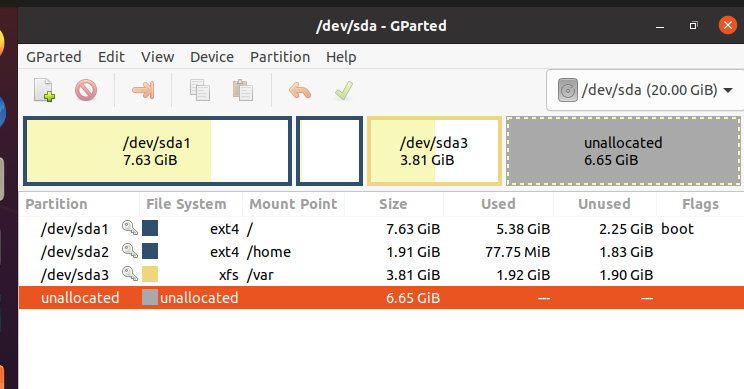 /dev/sda - GParted
GParted Edit View Device Partition Help
/dev/sda (20.00 GiB)
/dev/sda1
7.63 GiB
/dev/sda3
3.81 GiB
unallocated
6.65 GiB
Partition File System Mount Point Size Used Unused Flags
/dev/sda1 ext4 / 7.63 GiB 5.38 GiB 2.25 GiB boot
/dev/sda2 ext4 /home 1.91 GiB 77.75 MiB 1.83 GiB
/dev/sda3 xfs /var 3.81 GiB 1.92 GiB 1.90 GiB
unallocated unallocated 6.65 GiB --- ---